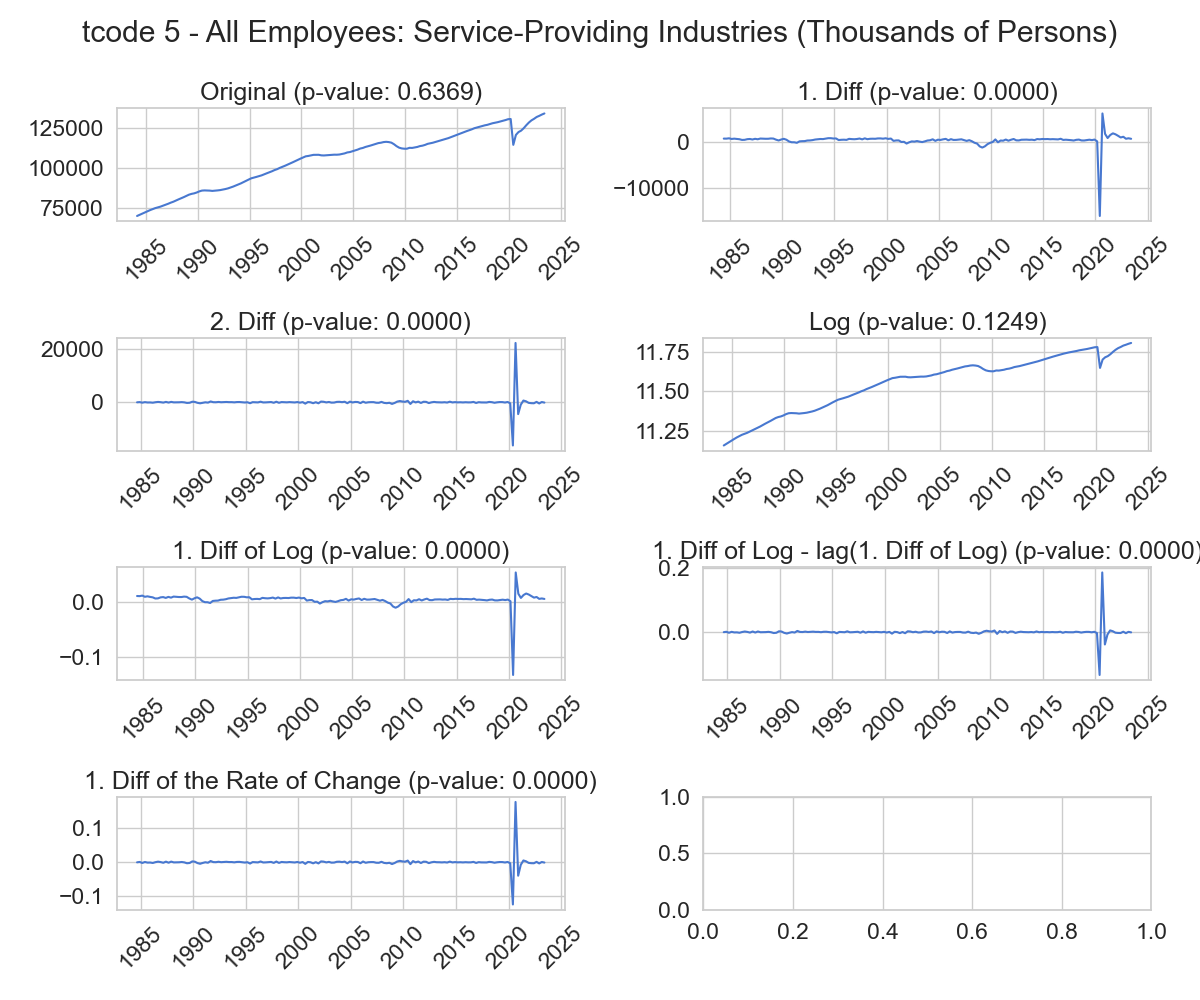 tcode 5 - All Employees: Service-Providing Industries (Thousands of Persons)
Original (p-value: 0.6369)
125000
100000
75000
1985 1990 1995 2000 2005 2010 2015 2020 2025
1. Diff (p-value: 0.0000)
0
−10000
1985 1990 1995 2000 2005 2010 2015 2020 2025
2. Diff (p-value: 0.0000)
20000
0
1985 1990 1995 2000 2005 2010 2015 2020 2025
Log (p-value: 0.1249)
11.75
11.50
11.25
1985 1990 1995 2000 2005 2010 2015 2020 2025
1. Diff of Log (p-value: 0.0000)
0.0
−0.1
1985 1990 1995 2000 2005 2010 2015 2020 2025
1. Diff of Log - lag(1. Diff of Log) (p-value: 0.0000)
0.2
0.0
1985 1990 1995 2000 2005 2010 2015 2020 2025
1. Diff of the Rate of Change (p-value: 0.0000)
0.1
0.0
−0.1
1985 1990 1995 2000 2005 2010 2015 2020 2025
1.0
0.5
0.0
0.0 0.2 0.4 0.6 0.8 1.0